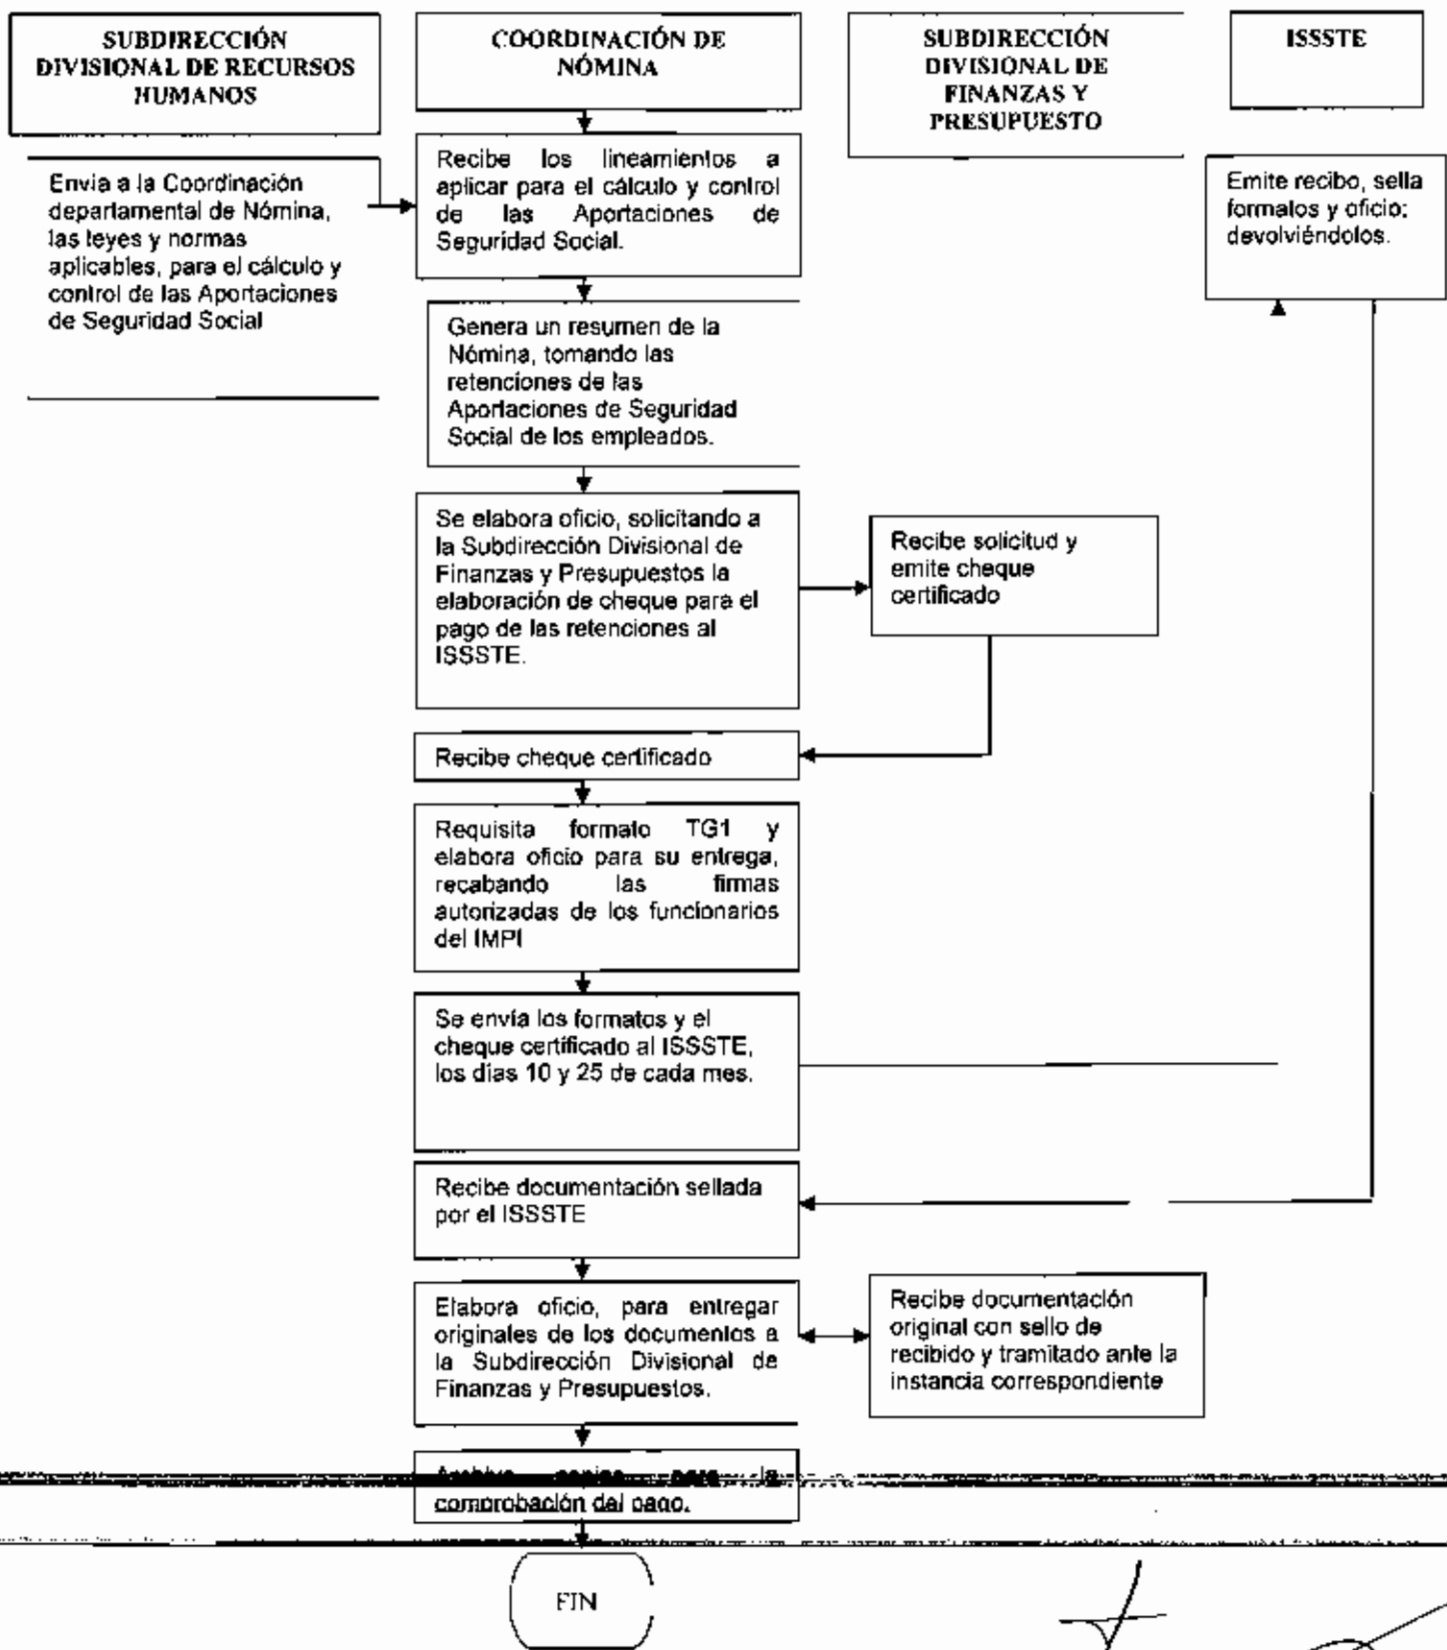 SUBDIRECCIÓN
DIVISIONAL DE RECURSOS
HUMANOS
COORDINACIÓN DE
NÓMINA
SUBDIRECCIÓN
DIVISIONAL DE
FINANZAS Y
PRESUPUESTO
ISSSTE
Envia a la Coordinación
departamental de Nómina,
las leyes y normas
aplicables, para el cálculo y
control de las Aportaciones
de Seguridad Social
Recibe los lineamientos a
aplicar para el cálculo y control
de las Aportaciones de
Seguridad Social.
Emite recibo, sella
formatos y oficio;
devolviéndolos.
Genera un resumen de la
Nómina, tomando las
retenciones de las
Aportaciones de Seguridad
Social de los empleados.
Se elabora oficio, solicitando a
la Subdirección Divisional de
Finanzas y Presupuestos la
elaboración de cheque para el
pago de las retenciones al
ISSSTE.
Recibe solicitud y
emite cheque
certificado
Recibe cheque certificado
Requisita formato TG1 y
elabora oficio para su entrega,
recabando las firmas
autorizadas de los funcionarios
del IMPI
Se envía los formatos y el
cheque certificado al ISSSTE,
los días 10 y 25 de cada mes.
Recibe documentación sellada
por el ISSSTE
Elabora oficio, para entregar
originales de los documentos a
la Subdirección Divisional de
Finanzas y Presupuestos.
Recibe documentación
original con sello de
recibido y tramitado ante la
instancia correspondiente
para la
comprobación del pago.
FIN